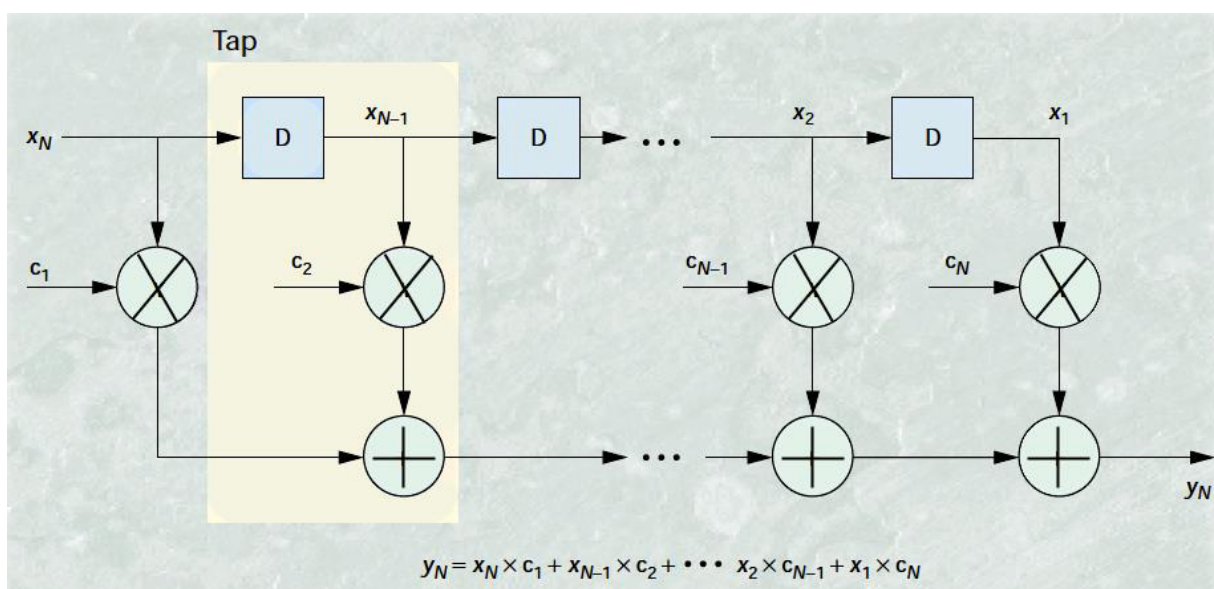 Tap
x_N D x_{N–1} D ••• x_2 D x_1
c_1 c_2 c_{N–1} c_N
•••
y_N
y_N = x_N × c_1 + x_{N–1} × c_2 + ••• x_2 × c_{N–1} + x_1 × c_N